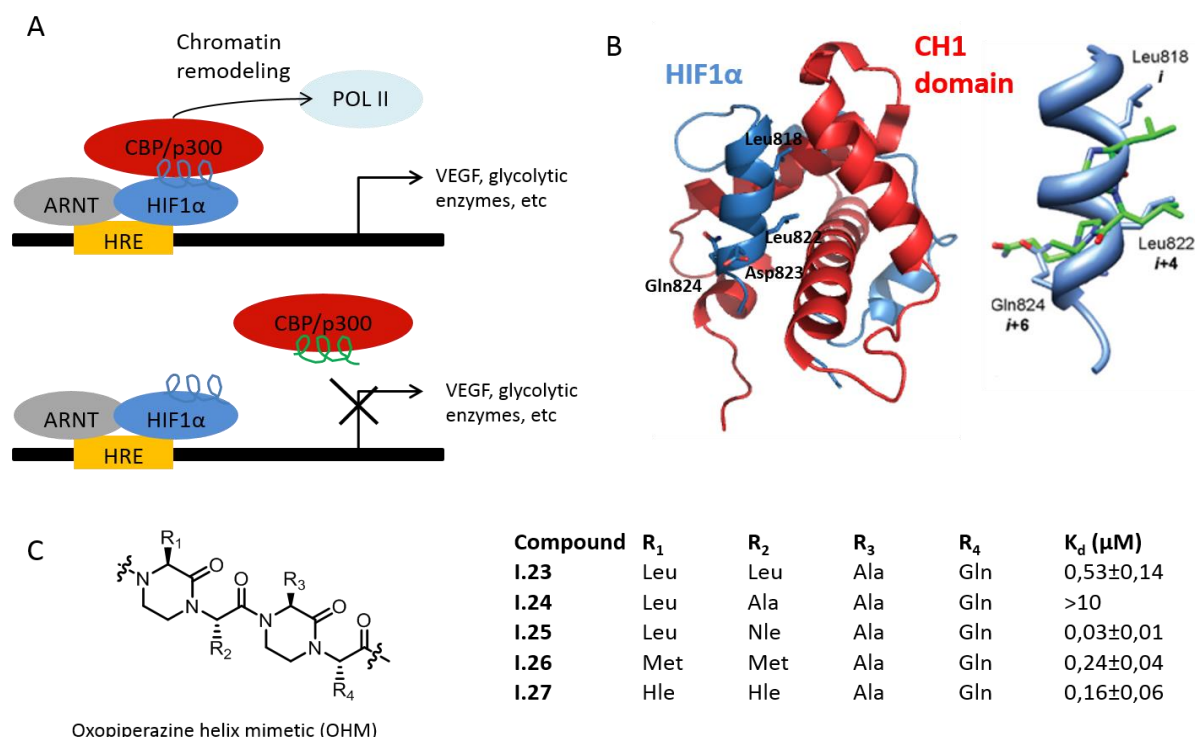 A
Chromatin
remodeling
POL II
CBP/p300
ARNT
HIF1α
HRE
VEGF, glycolytic
enzymes, etc
CBP/p300
ARNT
HIF1α
HRE
VEGF, glycolytic
enzymes, etc
B
HIF1α
CH1
domain
Leu818
Leu822
Asp823
Gln824
Leu818
i
Leu822
i+4
Gln824
i+6
C
R1
N
O
N
O
R2
N
R3
O
N
O
R4
Oxopiperazine helix mimetic (OHM)
Compound R1 R2 R3 R4 Kd (µM)
I.23 Leu Leu Ala Gln 0,53±0,14
I.24 Leu Ala Ala Gln >10
I.25 Leu Nle Ala Gln 0,03±0,01
I.26 Met Met Ala Gln 0,24±0,04
I.27 Hle Hle Ala Gln 0,16±0,06